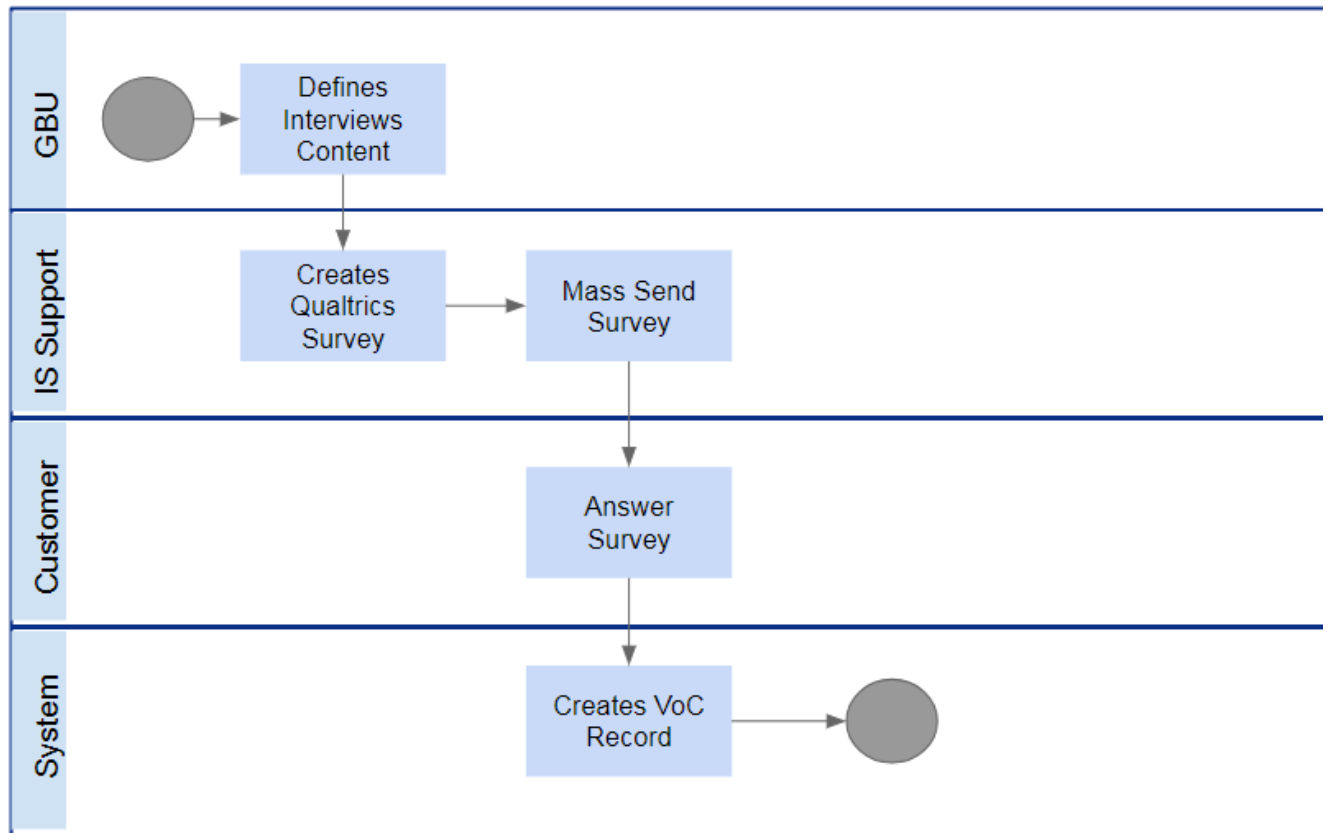 GBU
Defines
Interviews
Content
IS Support
Creates
Qualtrics
Survey
Mass Send
Survey
Customer
Answer
Survey
System
Creates VoC
Record